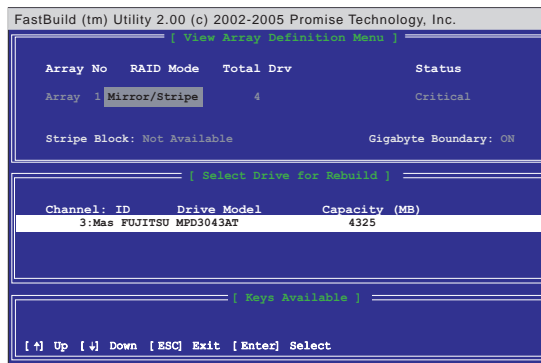 FastBuild (tm) Utility 2.00 (c) 2002-2005 Promise Technology, Inc.
[ View Array Definition Menu ]
Array No RAID Mode Total Drv Status
Array 1 Mirror/Stripe 4 Critical
Stripe Block: Not Available Gigabyte Boundary: ON
[ Select Drive for Rebuild ]
Channel: ID Drive Model Capacity (MB)
3:Mas FUJITSU MPD3043AT 4325
[ Keys Available ]
[↑] Up [↓] Down [ESC] Exit [Enter] Select